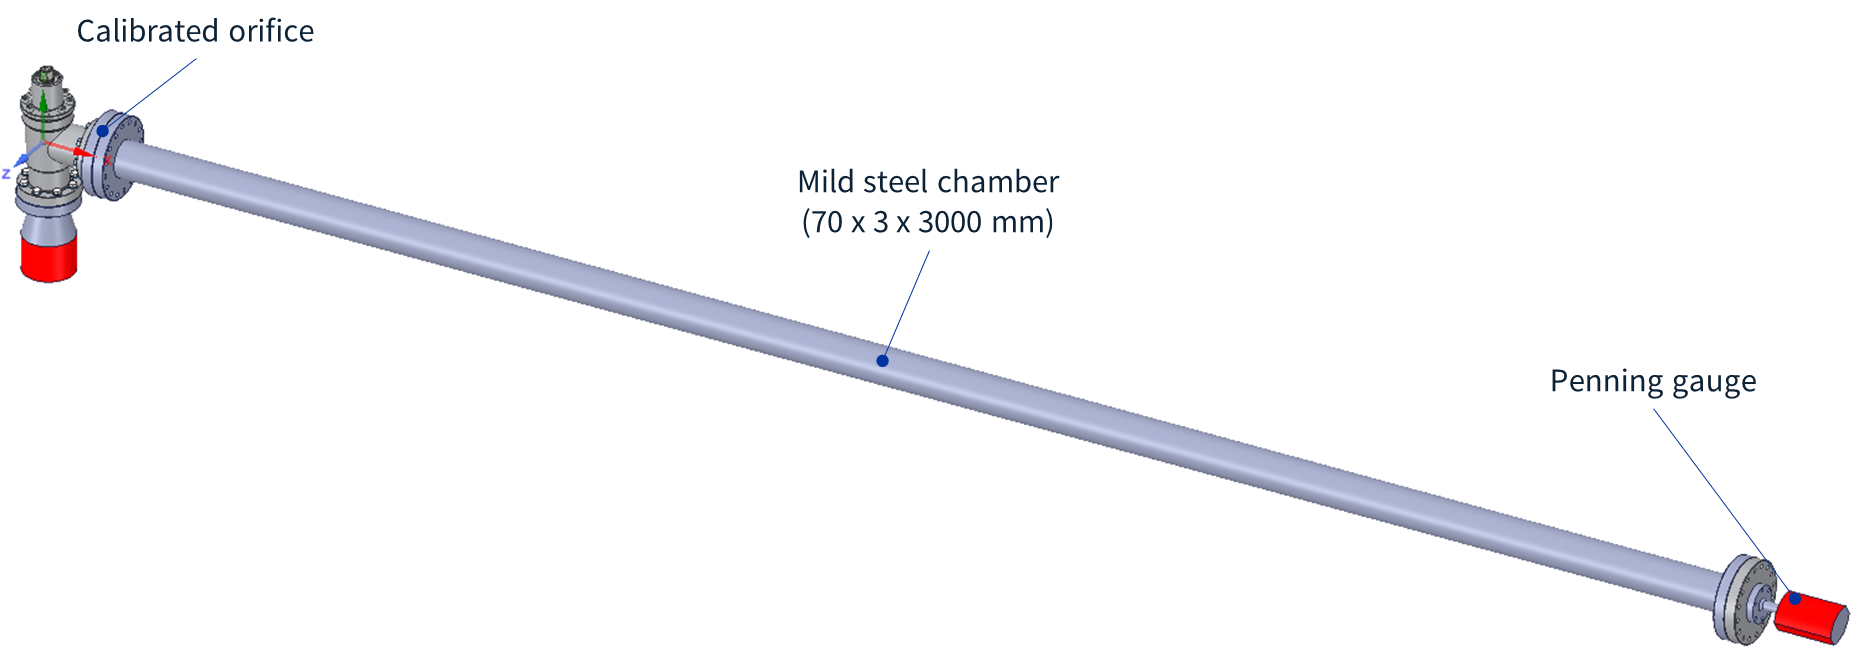 Calibrated orifice
Mild steel chamber
(70 x 3 x 3000 mm)
Penning gauge
x
z